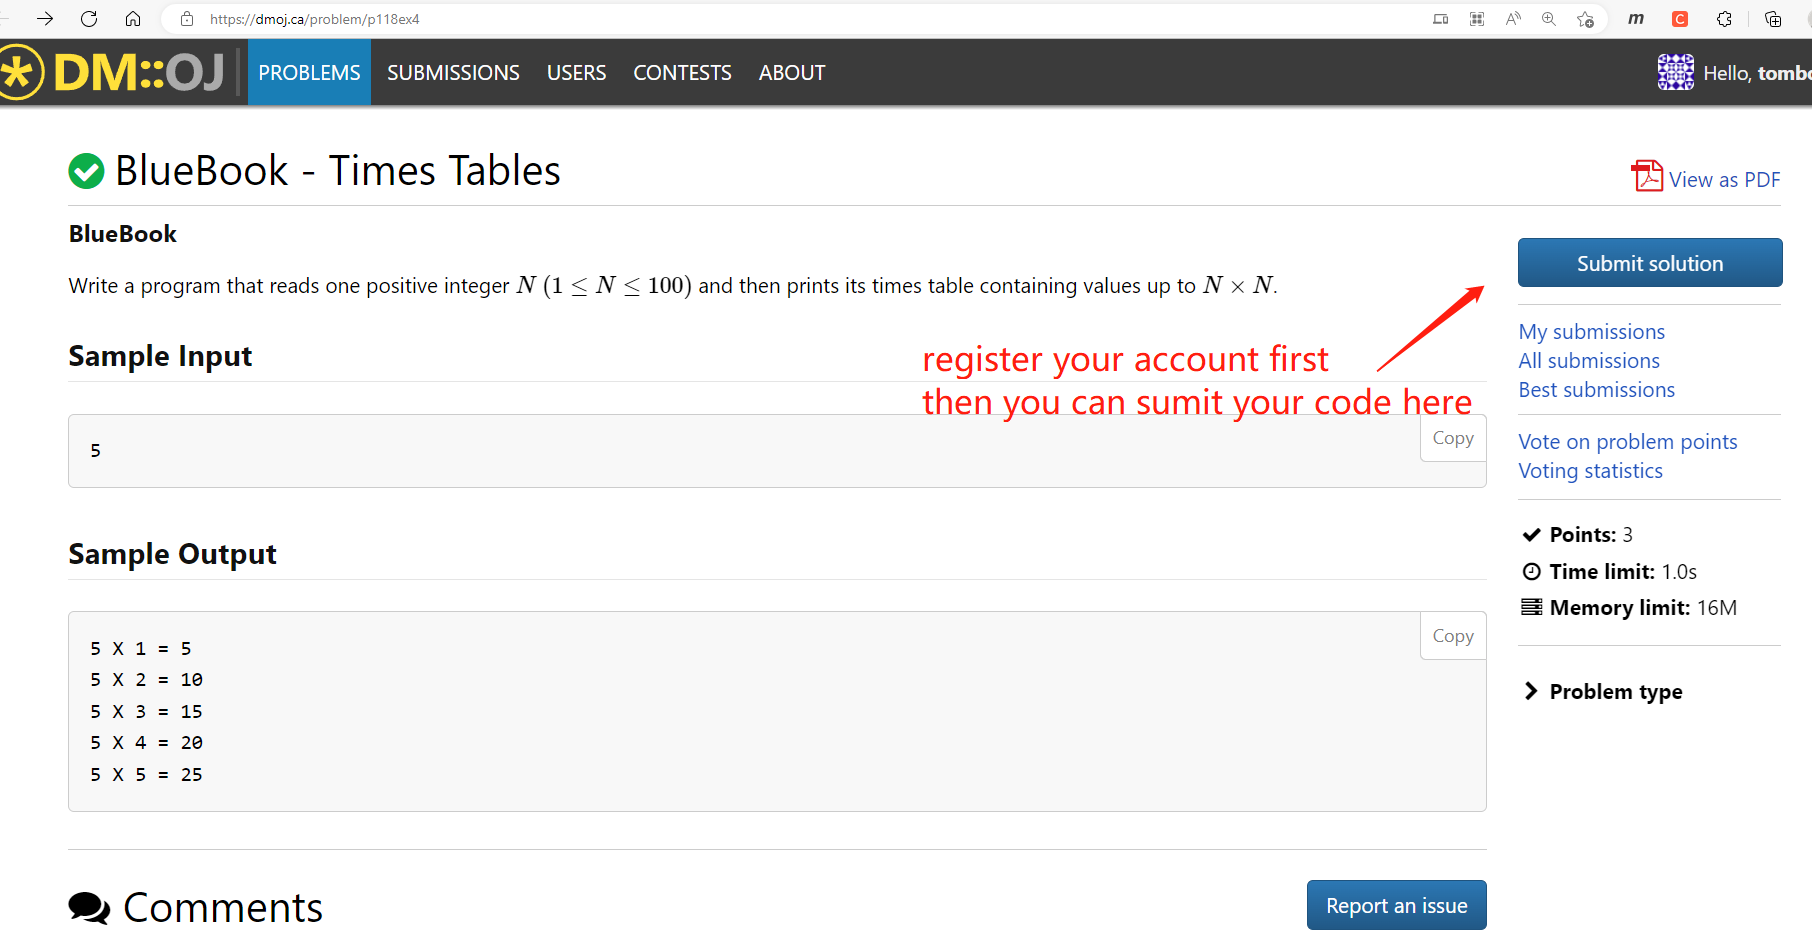 https://dmoj.ca/problem/p118ex4
DM::OJ PROBLEMS SUBMISSIONS USERS CONTESTS ABOUT Hello, tombo
BlueBook - Times Tables
View as PDF
BlueBook
Submit solution
Write a program that reads one positive integer N (1 ≤ N ≤ 100) and then prints its times table containing values up to N × N.
My submissions
All submissions
Best submissions
Sample Input
register your account first
then you can sumit your code here
Copy
5
Vote on problem points
Voting statistics
Points: 3
Time limit: 1.0s
Memory limit: 16M
Problem type
Sample Output
Copy
5 X 1 = 5
5 X 2 = 10
5 X 3 = 15
5 X 4 = 20
5 X 5 = 25
Comments
Report an issue